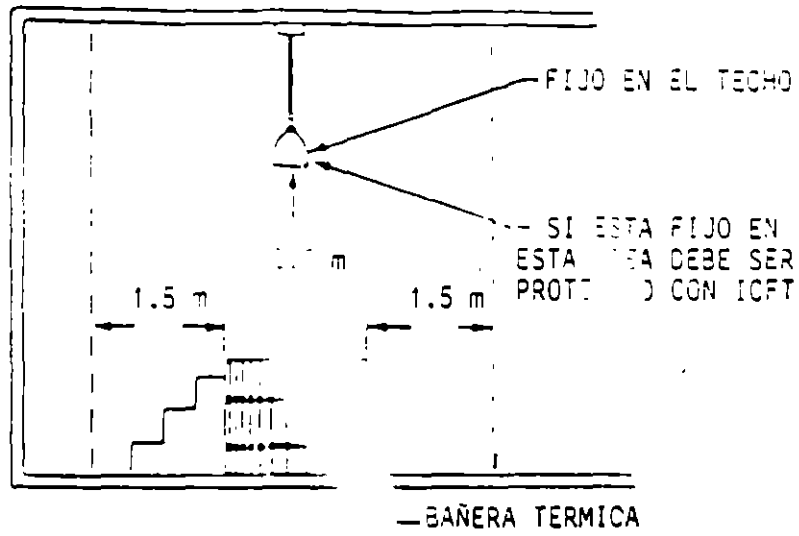 FIJO EN EL TECHO
SI ESTA FIJO EN
ESTA DEBE SER
CON ICFT
m
1.5 m
1.5 m
BAÑERA TERMICA